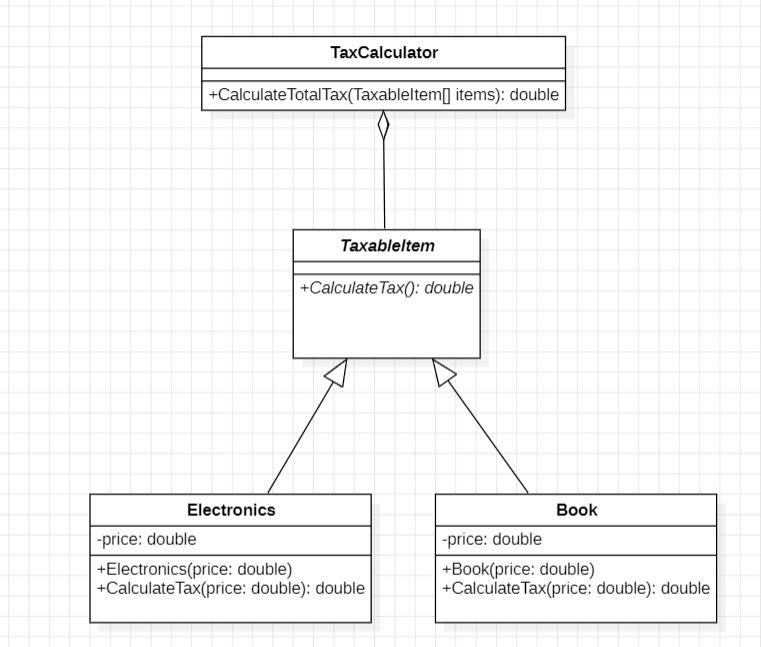 TaxCalculator
+CalculateTotalTax(TaxableItem[] items): double
TaxableItem
+CalculateTax(): double
Electronics
-price: double
+Electronics(price: double)
+CalculateTax(price: double): double
Book
-price: double
+Book(price: double)
+CalculateTax(price: double): double